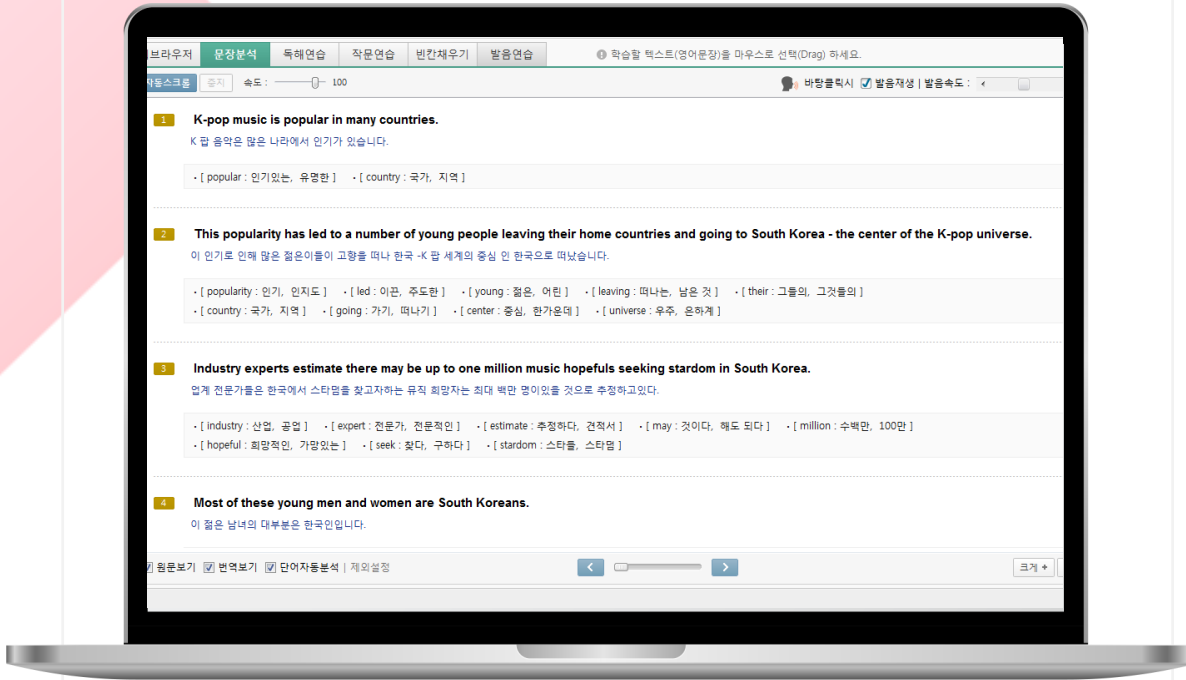 브라우저 문장분석 독해연습 작문연습 빈칸채우기 발음연습 학습할 텍스트(영어문장)을 마우스로 선택(Drag) 하세요.
자동스크롤 중지 속도 : 100 바탕클릭시 발음재생 | 발음속도 :
1 K-pop music is popular in many countries.
K 팝 음악은 많은 나라에서 인기가 있습니다.
· [ popular : 인기있는, 유명한 ] · [ country : 국가, 지역 ]
2 This popularity has led to a number of young people leaving their home countries and going to South Korea - the center of the K-pop universe.
이 인기로 인해 많은 젊은이들이 고향을 떠나 한국 -K 팝 세계의 중심 인 한국으로 떠났습니다.
· [ popularity : 인기, 인지도 ] · [ led : 이끈, 주도한 ] · [ young : 젊은, 어린 ] · [ leaving : 떠나는, 남은 것 ] · [ their : 그들의, 그것들의 ]
· [ country : 국가, 지역 ] · [ going : 가기, 떠나기 ] · [ center : 중심, 한가운데 ] · [ universe : 우주, 은하계 ]
3 Industry experts estimate there may be up to one million music hopefuls seeking stardom in South Korea.
업계 전문가들은 한국에서 스타덤을 찾고자하는 뮤직 희망자는 최대 백만 명이있을 것으로 추정하고있다.
· [ industry : 산업, 공업 ] · [ expert : 전문가, 전문적인 ] · [ estimate : 추정하다, 견적서 ] · [ may : 것이다, 해도 되다 ] · [ million : 수백만, 100만 ]
· [ hopeful : 희망적인, 가망있는 ] · [ seek : 찾다, 구하다 ] · [ stardom : 스타들, 스타덤 ]
4 Most of these young men and women are South Koreans.
이 젊은 남녀의 대부분은 한국인입니다.
원문보기 번역보기 단어자동분석 | 제외설정 크게 +